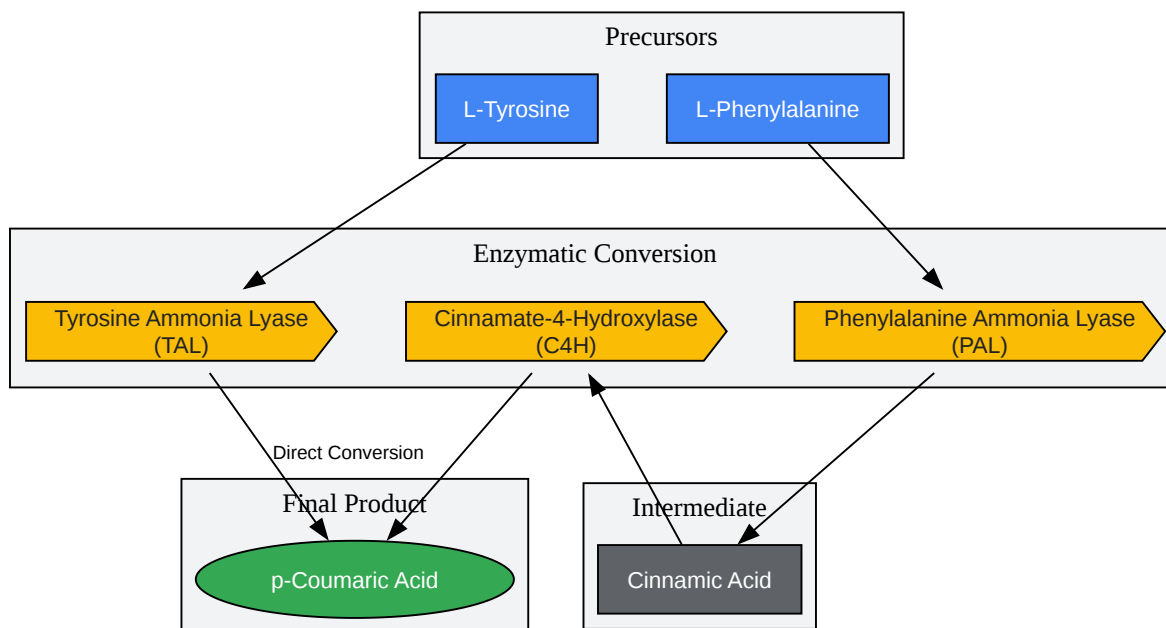 Precursors
L-Tyrosine
L-Phenylalanine
Enzymatic Conversion
Tyrosine Ammonia Lyase
(TAL)
Cinnamate-4-Hydroxylase
(C4H)
Phenylalanine Ammonia Lyase
(PAL)
Direct Conversion
Final Product
Intermediate
p-Coumaric Acid
Cinnamic Acid